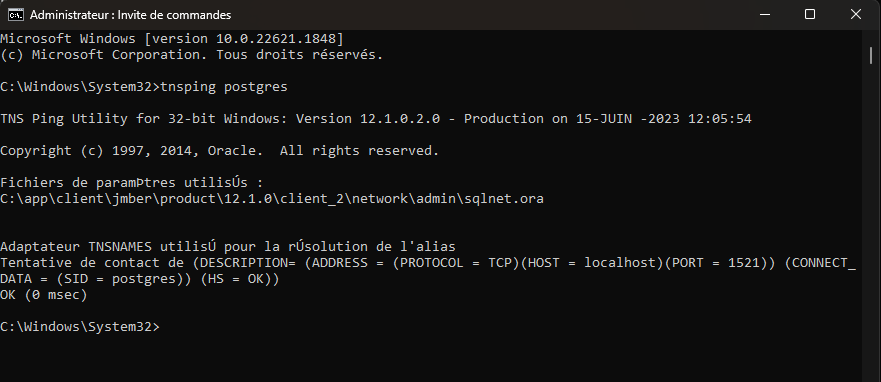 Administrateur : Invite de commandes
Microsoft Windows [version 10.0.22621.1848]
(c) Microsoft Corporation. Tous droits réservés.
C:\Windows\System32>tnsping postgres
TNS Ping Utility for 32-bit Windows: Version 12.1.0.2.0 - Production on 15-JUIN -2023 12:05:54
Copyright (c) 1997, 2014, Oracle.  All rights reserved.
Fichiers de paramÞtres utilisÚs :
C:\app\client\jmber\product\12.1.0\client_2\network\admin\sqlnet.ora
Adaptateur TNSNAMES utilisÚ pour la rÚsolution de l'alias
Tentative de contact de (DESCRIPTION= (ADDRESS = (PROTOCOL = TCP)(HOST = localhost)(PORT = 1521)) (CONNECT_
DATA = (SID = postgres)) (HS = OK))
OK (0 msec)
C:\Windows\System32>